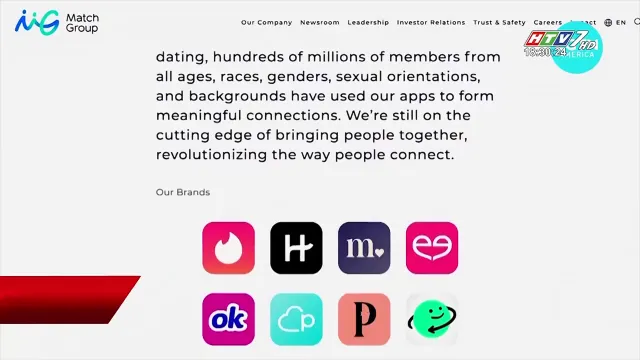 Match
Group
Our Company Newsroom Leadership Investor Relations Trust & Safety Careers EN
HTV7 HD
18:30:24
dating, hundreds of millions of members from
all ages, races, genders, sexual orientations,
and backgrounds have used our apps to form
meaningful connections. We're still on the
cutting edge of bringing people together,
revolutionizing the way people connect.
Our Brands
H m.
ok p P